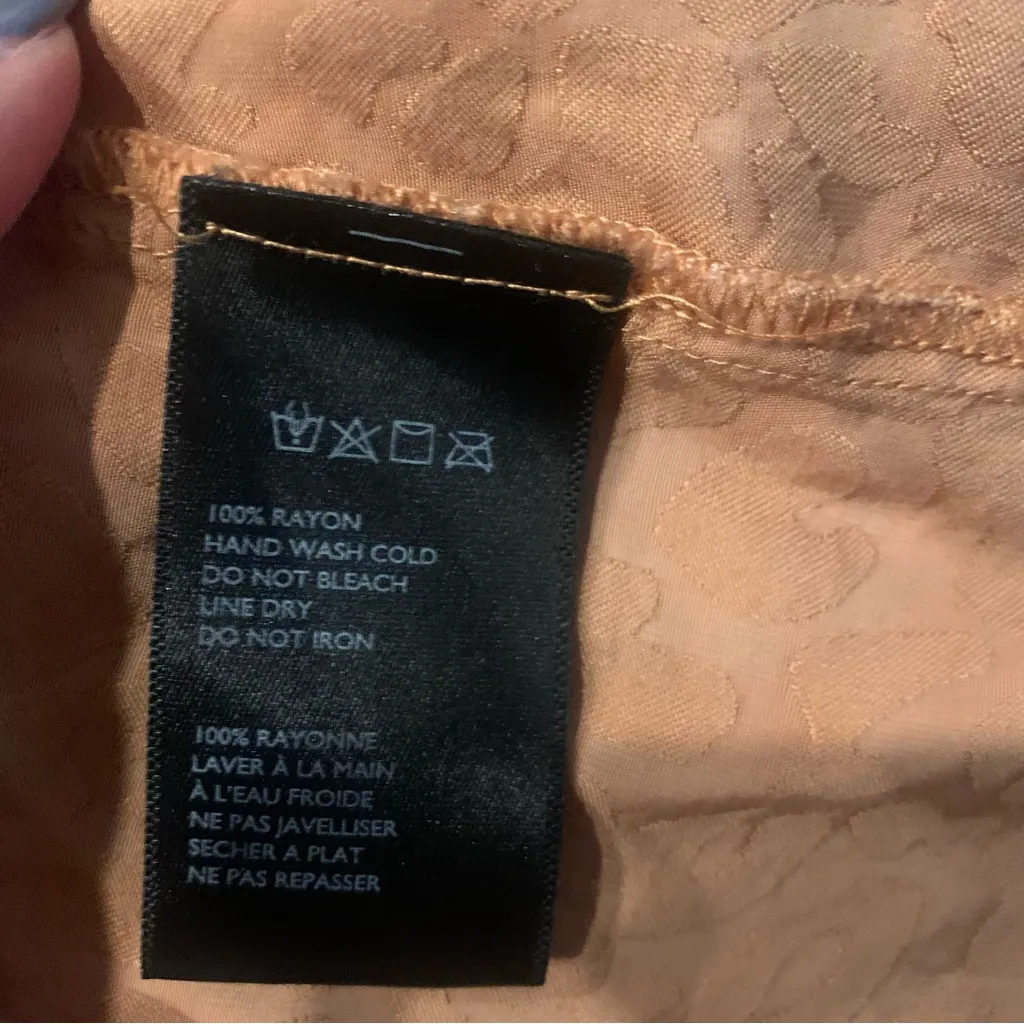 100% RAYON
HAND WASH COLD
DO NOT BLEACH
LINE DRY
DO NOT IRON
100% RAYONNE
LAVER À LA MAIN
À L'EAU FROIDE
NE PAS JAVELLISER
SECHER A PLAT
NE PAS REPASSER